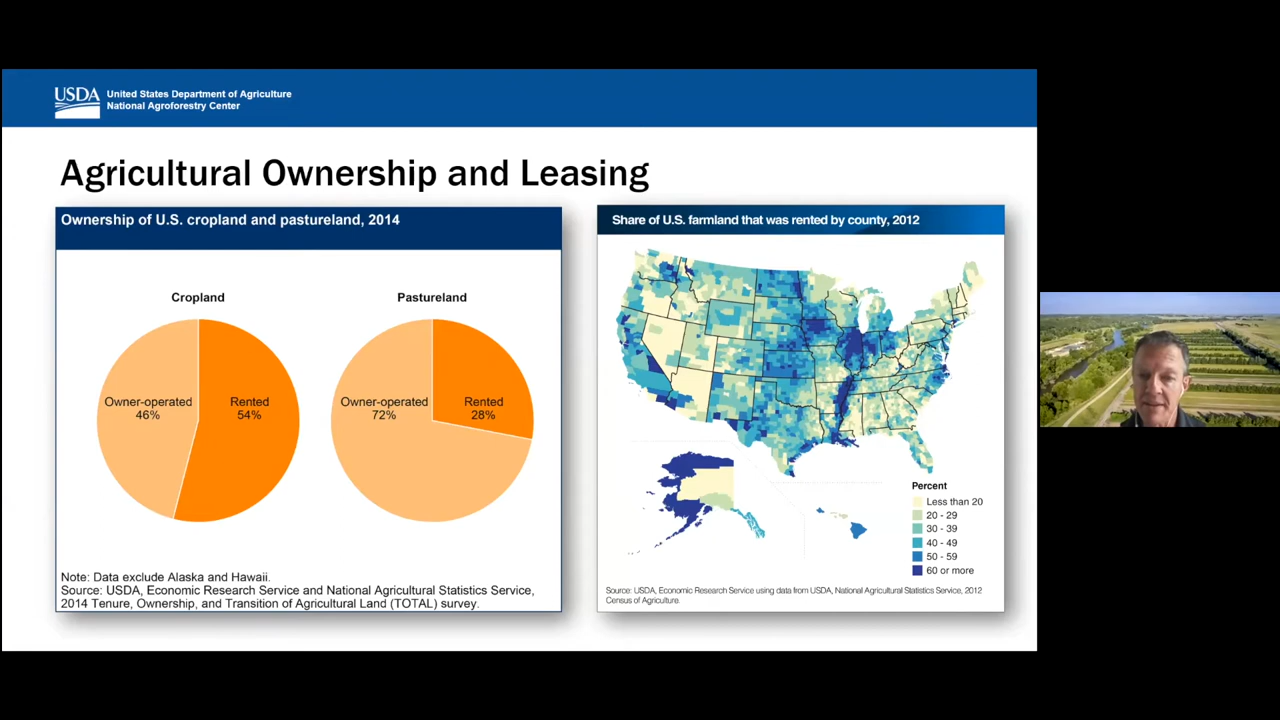 USDA
United States Department of Agriculture
National Agroforestry Center
Agricultural Ownership and Leasing
Ownership of U.S. cropland and pastureland, 2014
Cropland
Owner-operated
46%
Rented
54%
Pastureland
Owner-operated
72%
Rented
28%
Note: Data exclude Alaska and Hawaii.
Source: USDA, Economic Research Service and National Agricultural Statistics Service,
2014 Tenure, Ownership, and Transition of Agricultural Land (TOTAL) survey.
Share of U.S. farmland that was rented by county, 2012
Percent
Less than 20
20 - 29
30 - 39
40 - 49
50 - 59
60 or more
Source: USDA, Economic Research Service using data from USDA, National Agricultural Statistics Service, 2012
Census of Agriculture.